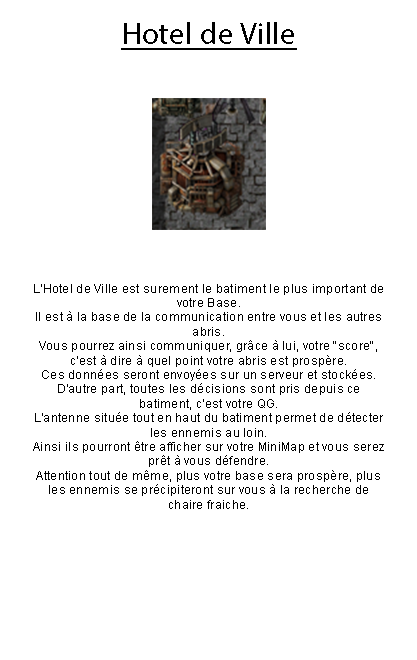 Hotel de Ville
L'Hotel de Ville est surement le batiment le plus important de
votre Base.
Il est à la base de la communication entre vous et les autres
abris.
Vous pourrez ainsi communiquer, grâce à lui, votre "score",
c'est à dire à quel point votre abris est prospère.
Ces données seront envoyées sur un serveur et stockées.
D'autre part, toutes les décisions sont pris depuis ce
batiment, c'est votre QG.
L'antenne située tout en haut du batiment permet de détecter
les ennemis au loin.
Ainsi ils pourront être afficher sur votre MiniMap et vous serez
prêt à vous défendre.
Attention tout de même, plus votre base sera prospère, plus
les ennemis se précipiteront sur vous à la recherche de
chaire fraiche.